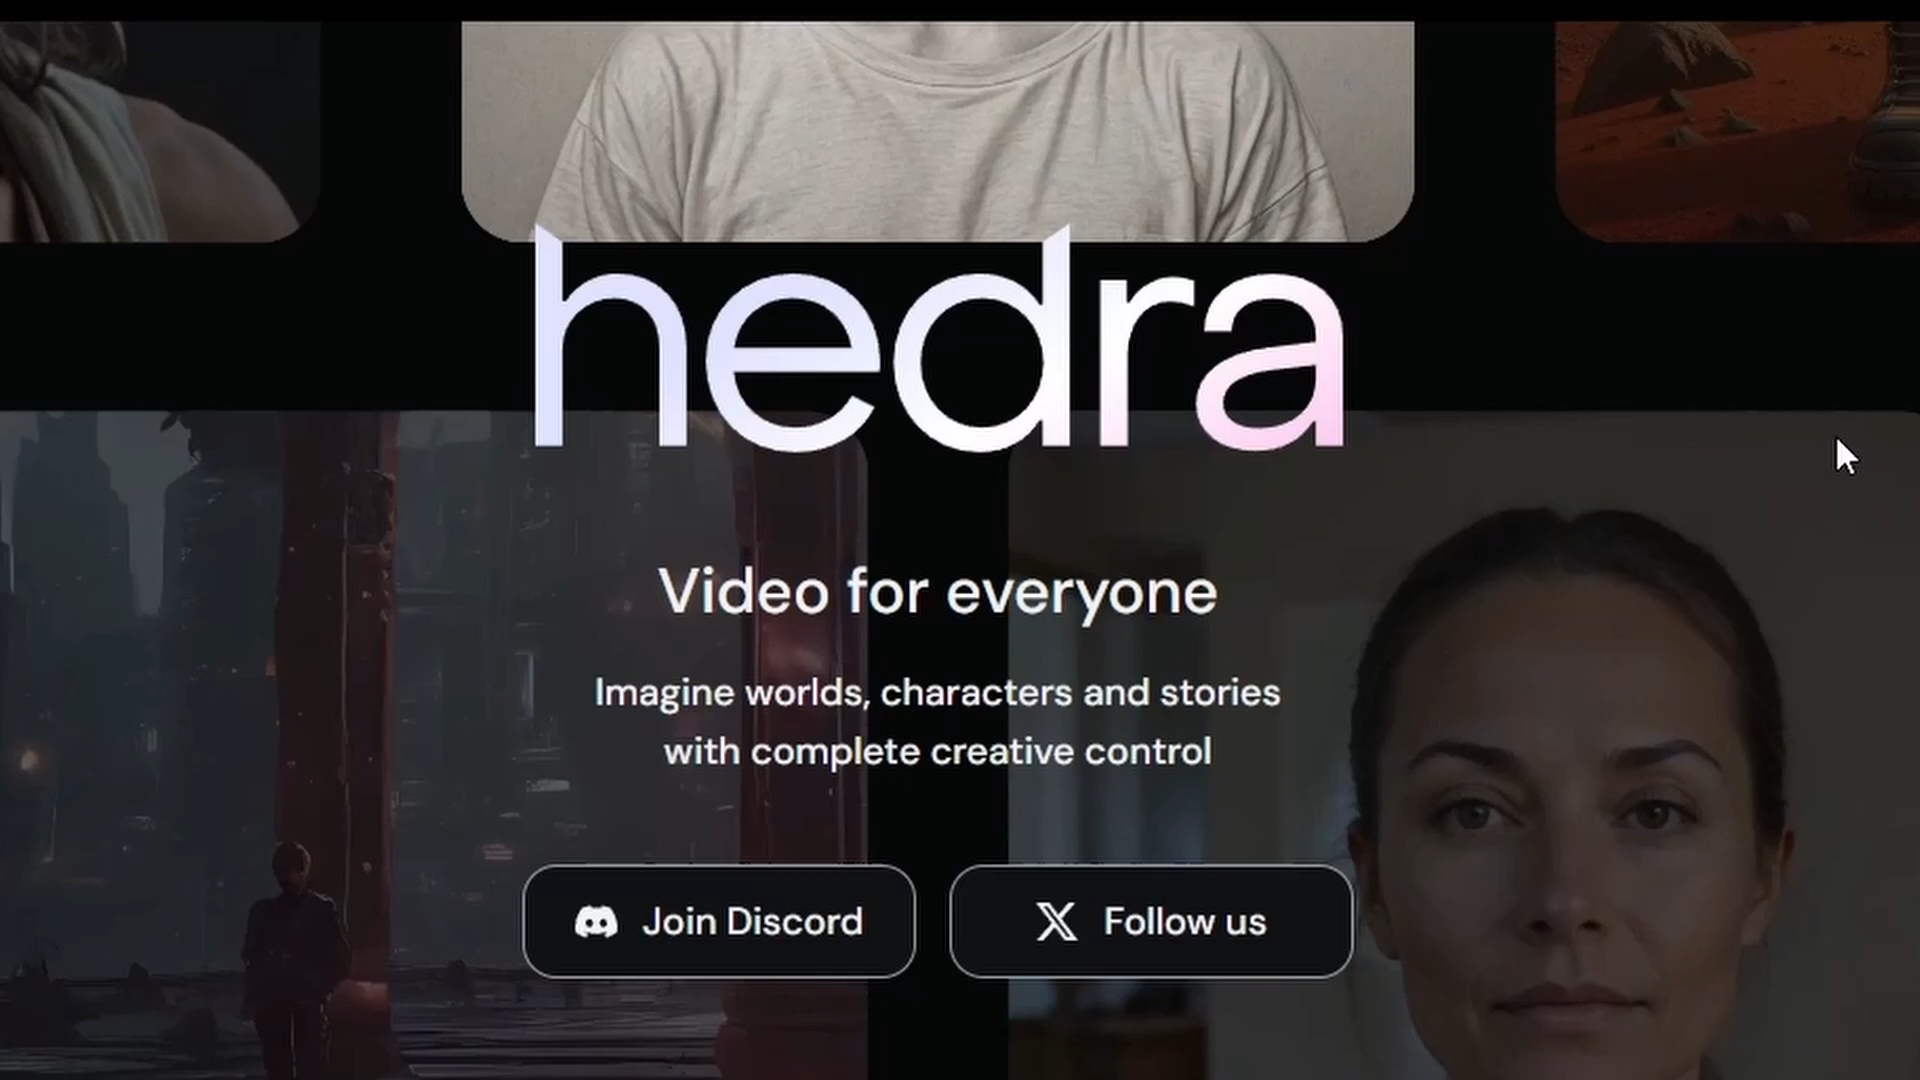 hedra
Video for everyone
Imagine worlds, characters and stories
with complete creative control
Join Discord
Follow us